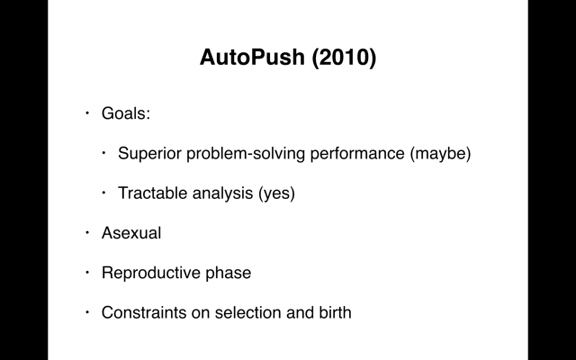 AutoPush (2010)
• Goals:
• Superior problem-solving performance (maybe)
• Tractable analysis (yes)
• Asexual
• Reproductive phase
• Constraints on selection and birth